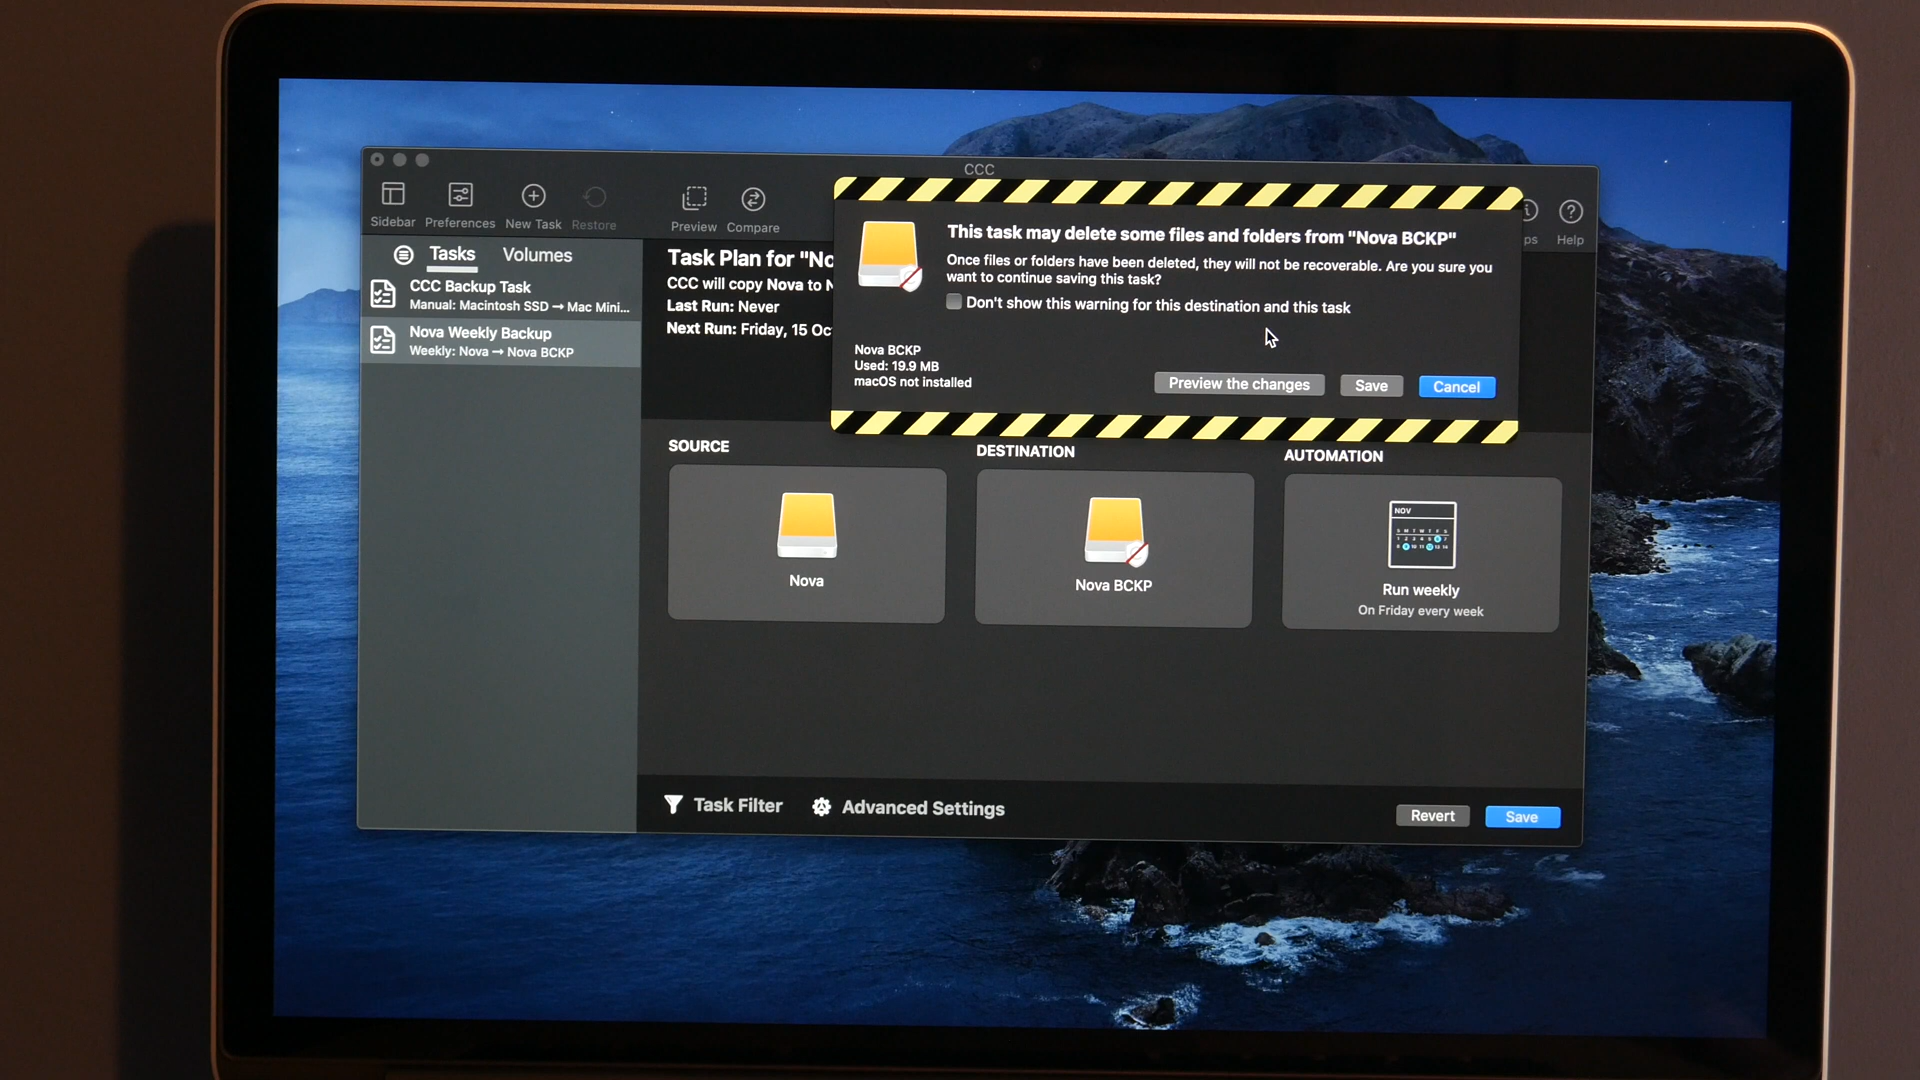 CCC
Sidebar
Preferences
New Task
Restore
Preview
Compare
Help
Tasks
Volumes
CCC Backup Task
Manual: Macintosh SSD → Mac Mini...
Nova Weekly Backup
Weekly: Nova → Nova BCKP
Task Plan for "No
CCC will copy Nova to N
Last Run: Never
Next Run: Friday, 15 Oc
This task may delete some files and folders from "Nova BCKP"
Once files or folders have been deleted, they will not be recoverable. Are you sure you
want to continue saving this task?
Don't show this warning for this destination and this task
Nova BCKP
Used: 19.9 MB
macOS not installed
Preview the changes
Save
Cancel
SOURCE
DESTINATION
AUTOMATION
Nova
Nova BCKP
NOV
Run weekly
On Friday every week
Task Filter
Advanced Settings
Revert
Save